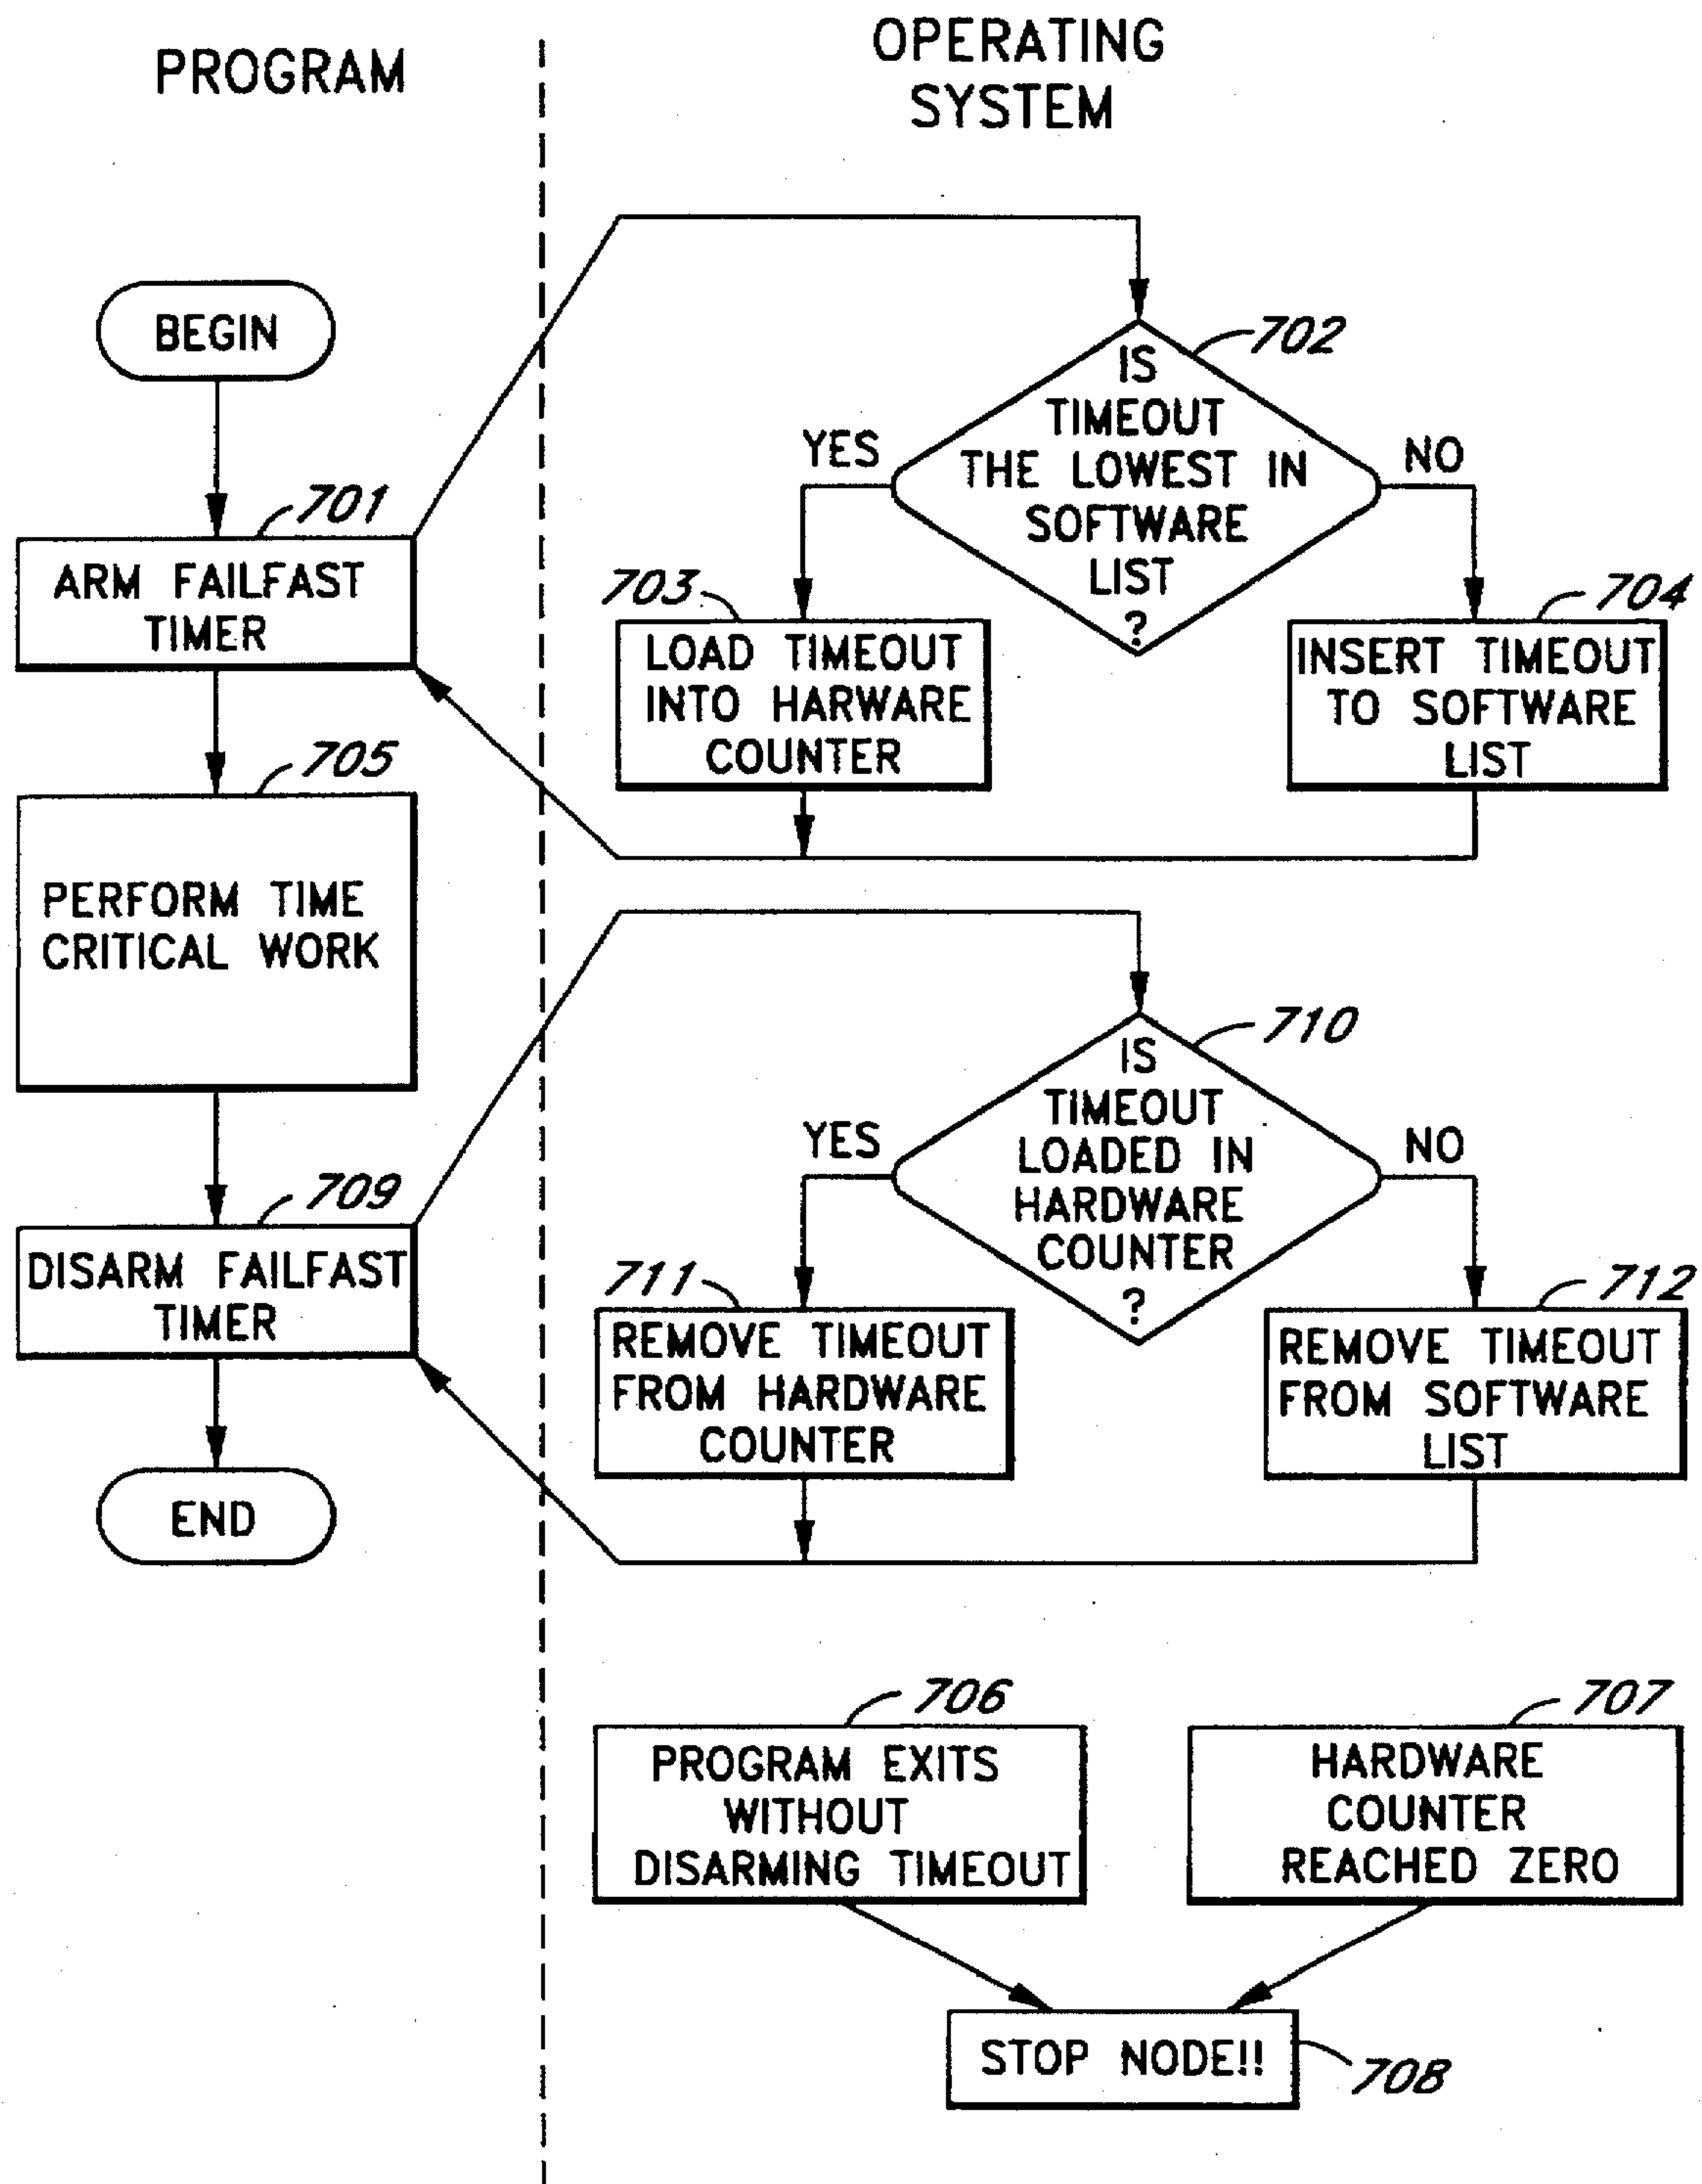 PROGRAM
OPERATING
SYSTEM
BEGIN
701
ARM FAILFAST
TIMER
702
IS
TIMEOUT
THE LOWEST IN
SOFTWARE
LIST
?
YES
NO
703
LOAD TIMEOUT
INTO HARWARE
COUNTER
704
INSERT TIMEOUT
TO SOFTWARE
LIST
705
PERFORM TIME
CRITICAL WORK
709
DISARM FAILFAST
TIMER
END
710
IS
TIMEOUT
LOADED IN
HARDWARE
COUNTER
?
YES
NO
711
REMOVE TIMEOUT
FROM HARDWARE
COUNTER
712
REMOVE TIMEOUT
FROM SOFTWARE
LIST
706
PROGRAM EXITS
WITHOUT
DISARMING TIMEOUT
707
HARDWARE
COUNTER
REACHED ZERO
STOP NODE!!
708